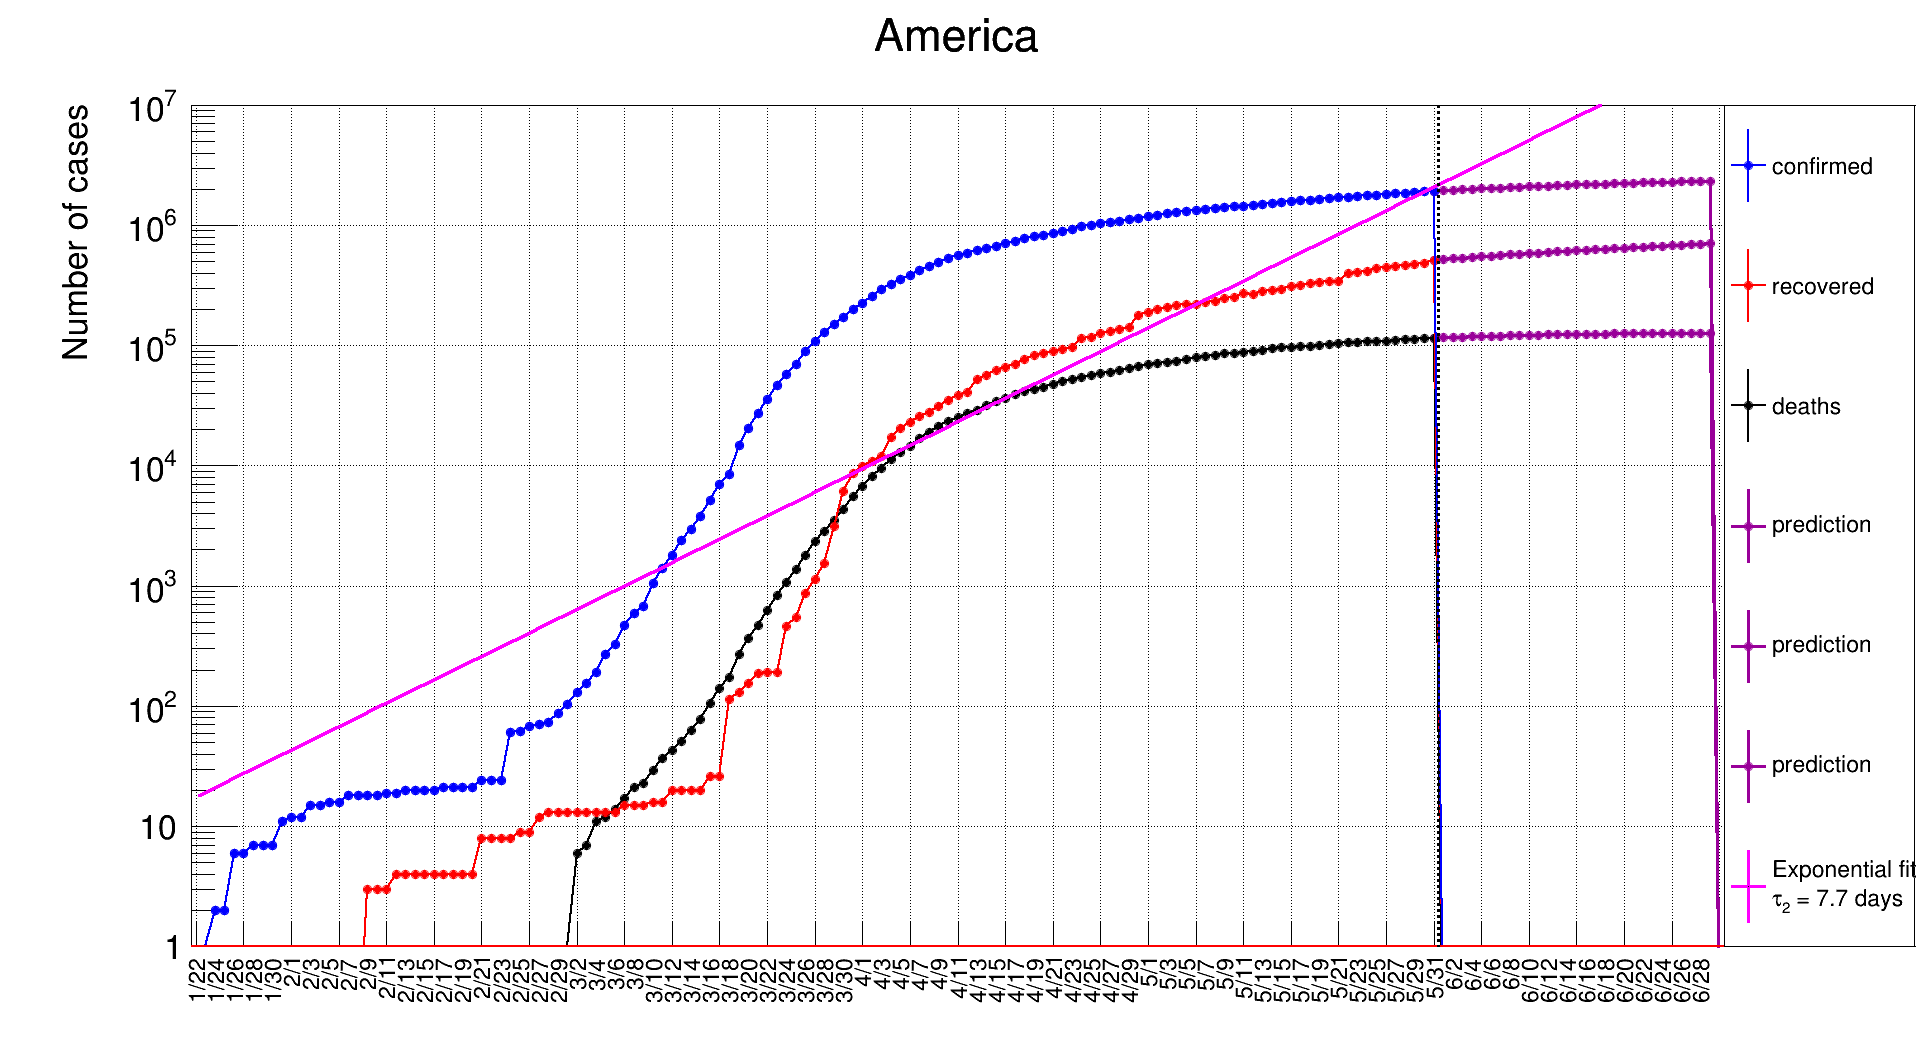 America
Number of cases
10^7
10^6
10^5
10^4
10^3
10^2
10
1
1/22 1/24 1/26 1/28 1/30 2/1 2/3 2/5 2/7 2/9 2/11 2/13 2/15 2/17 2/19 2/21 2/23 2/25 2/27 2/29 3/2 3/4 3/6 3/8 3/10 3/12 3/14 3/16 3/18 3/20 3/22 3/24 3/26 3/28 3/30 4/1 4/3 4/5 4/7 4/9 4/11 4/13 4/15 4/17 4/19 4/21 4/23 4/25 4/27 4/29 5/1 5/3 5/5 5/7 5/9 5/11 5/13 5/15 5/17 5/19 5/21 5/23 5/25 5/27 5/29 5/31 6/2 6/4 6/6 6/8 6/10 6/12 6/14 6/16 6/18 6/20 6/22 6/24 6/26 6/28
confirmed
recovered
deaths
prediction
prediction
prediction
Exponential fit
τ_2 = 7.7 days